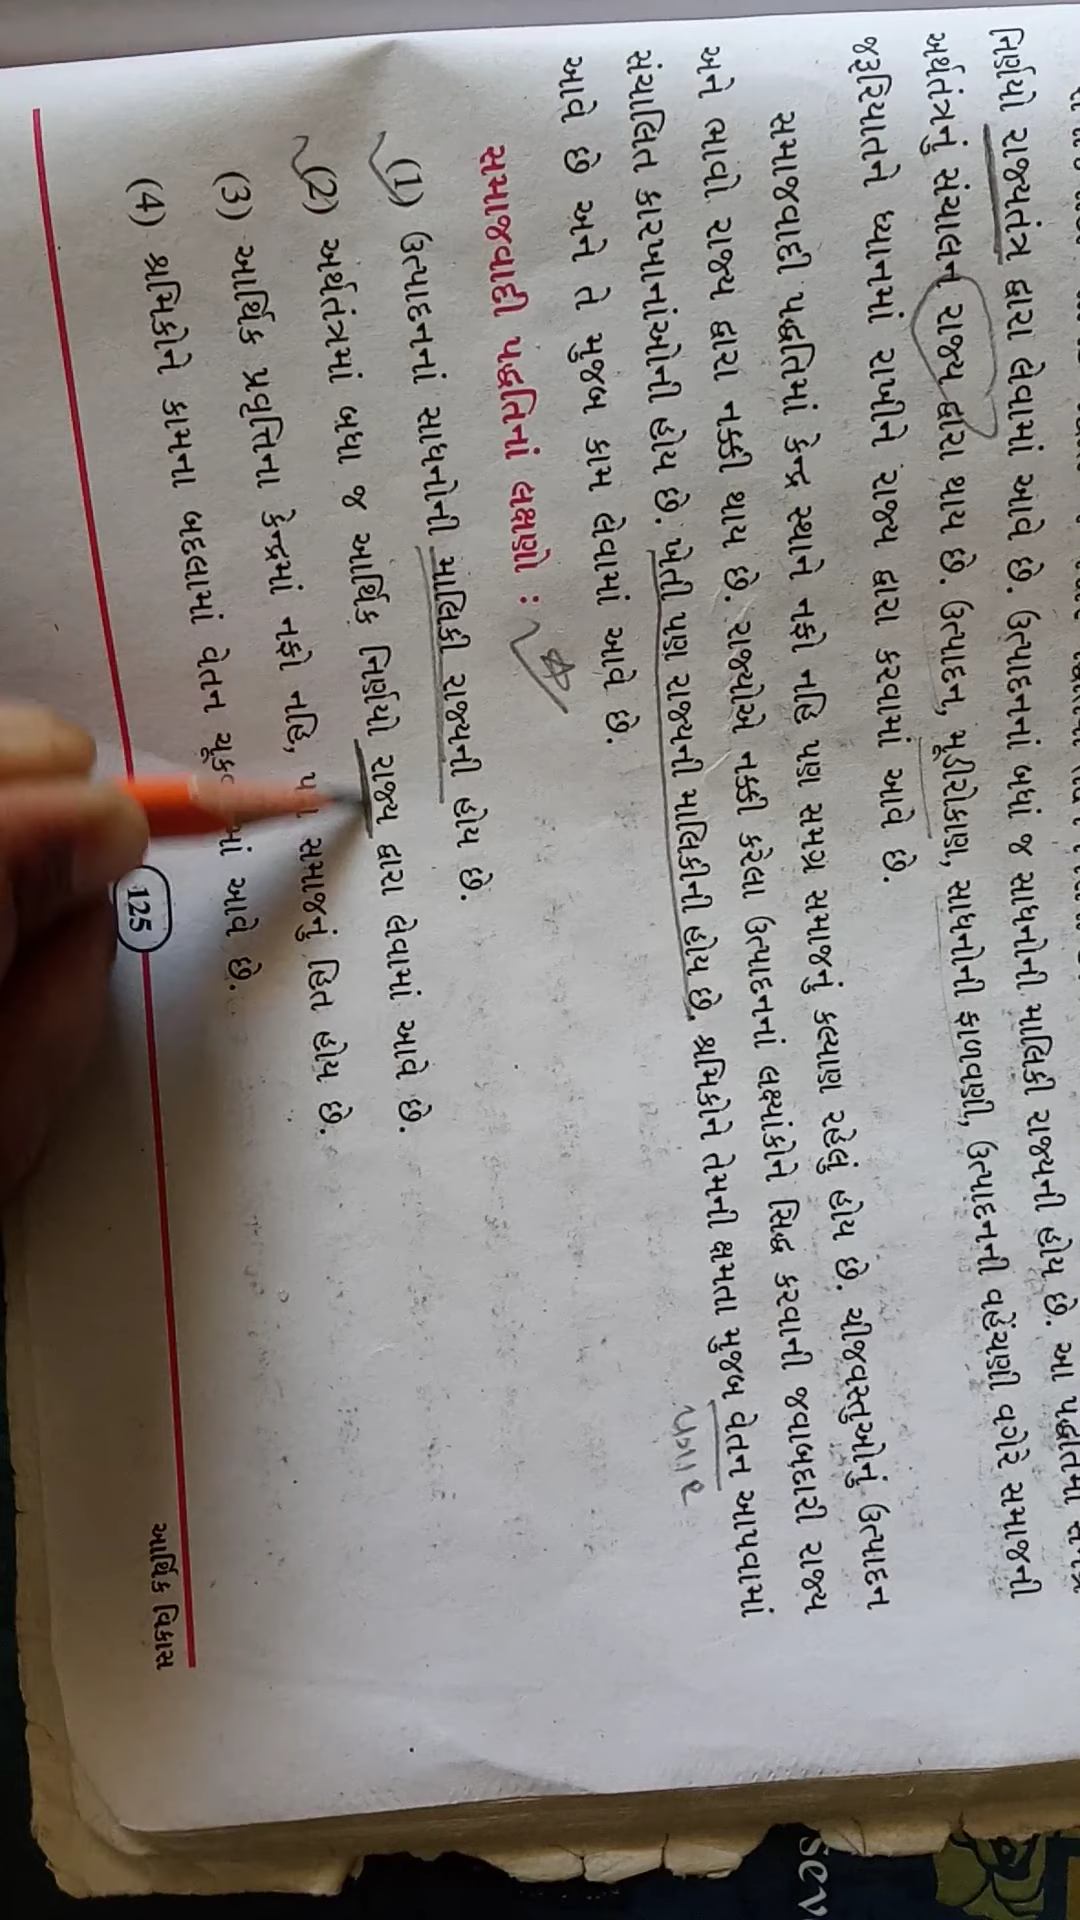 નિર્ણયો રાજ્યતંત્ર દ્વારા લેવામાં આવે છે. ઉત્પાદનનાં બધાં જ સાધનોની માલિકી રાજ્યની હોય છે. આ પદ્ધતિમાં
અર્થતંત્રનું સંચાલન રાજ્ય દ્વારા થાય છે. ઉત્પાદન, મૂડીરોકાણ, સાધનોની ફાળવણી, ઉત્પાદનની વહેંચણી વગેરે સમાજની
જરૂરિયાતને ધ્યાનમાં રાખીને રાજ્ય દ્વારા કરવામાં આવે છે.
સમાજવાદી પદ્ધતિમાં કેન્દ્ર સ્થાને નફો નહિ પણ સમગ્ર સમાજનું કલ્યાણ રહેલું હોય છે. ચીજવસ્તુઓનું ઉત્પાદન
અને ભાવો રાજ્ય દ્વારા નક્કી થાય છે. રાજ્યોએ નક્કી કરેલા ઉત્પાદનનાં લક્ષ્યાંકોને સિદ્ધ કરવાની જવાબદારી રાજ્ય
સંચાલિત કારખાનાંઓની હોય છે. ખેતી પણ રાજ્યની માલિકીની હોય છે. શ્રમિકોને તેમની ક્ષમતા મુજબ વેતન આપવામાં
પગાર
આવે છે અને તે મુજબ કામ લેવામાં આવે છે.
સમાજવાદી પદ્ધતિનાં લક્ષણો :
(1) ઉત્પાદનનાં સાધનોની માલિકી રાજ્યની હોય છે.
(2) અર્થતંત્રમાં બધા જ આર્થિક નિર્ણયો રાજ્ય દ્વારા લેવામાં આવે છે.
(3) આર્થિક પ્રવૃત્તિના કેન્દ્રમાં નફો નહિ, સમાજનું હિત હોય છે.
(4) શ્રમિકોને કામના બદલામાં વેતન આવે છે.
125
આર્થિક વિકાસ